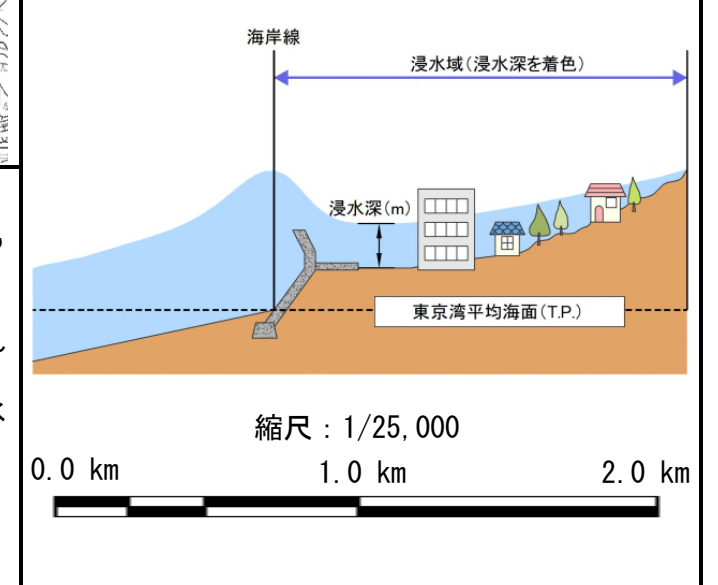 海岸線
浸水域(浸水深を着色)
浸水深(m)
東京湾平均海面(T.P.)
縮尺：1/25,000
0.0 km 1.0 km 2.0 km